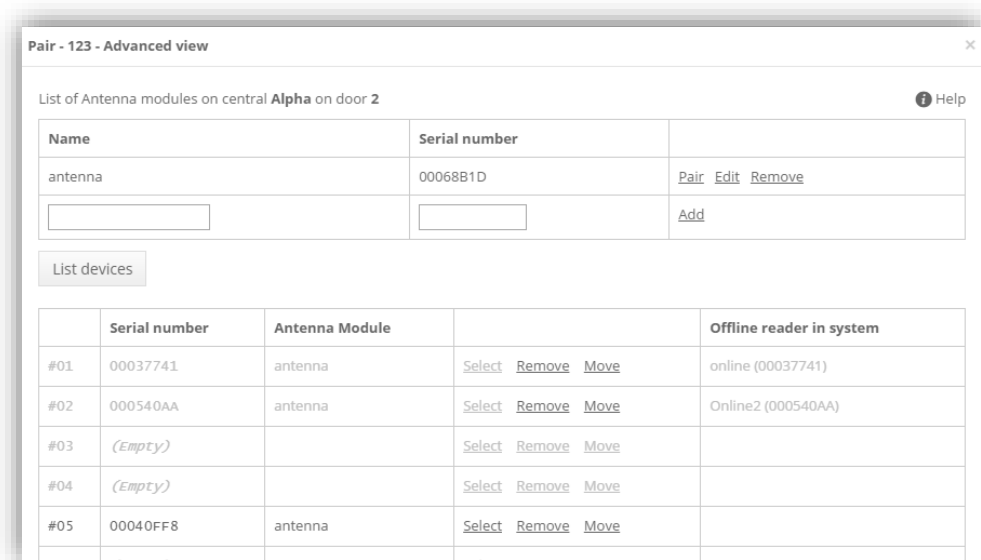 Pair - 123 - Advanced view ×
List of Antenna modules on central Alpha on door 2 Help
Name Serial number
antenna 00068B1D Pair Edit Remove
Add
List devices
Serial number Antenna Module Offline reader in system
#01 00037741 antenna Select Remove Move online (00037741)
#02 000540AA antenna Select Remove Move Online2 (000540AA)
#03 (Empty) Select Remove Move
#04 (Empty) Select Remove Move
#05 00040FF8 antenna Select Remove Move